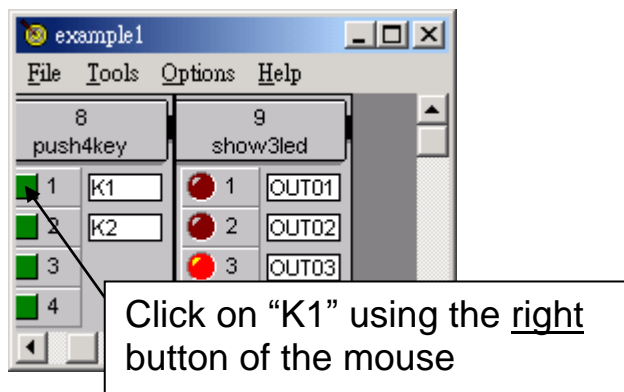 example1
File Tools Options Help
8 9
push4key show3led
1 K1 1 OUT01
2 K2 2 OUT02
3 3 OUT03
4
Click on “K1” using the right
button of the mouse